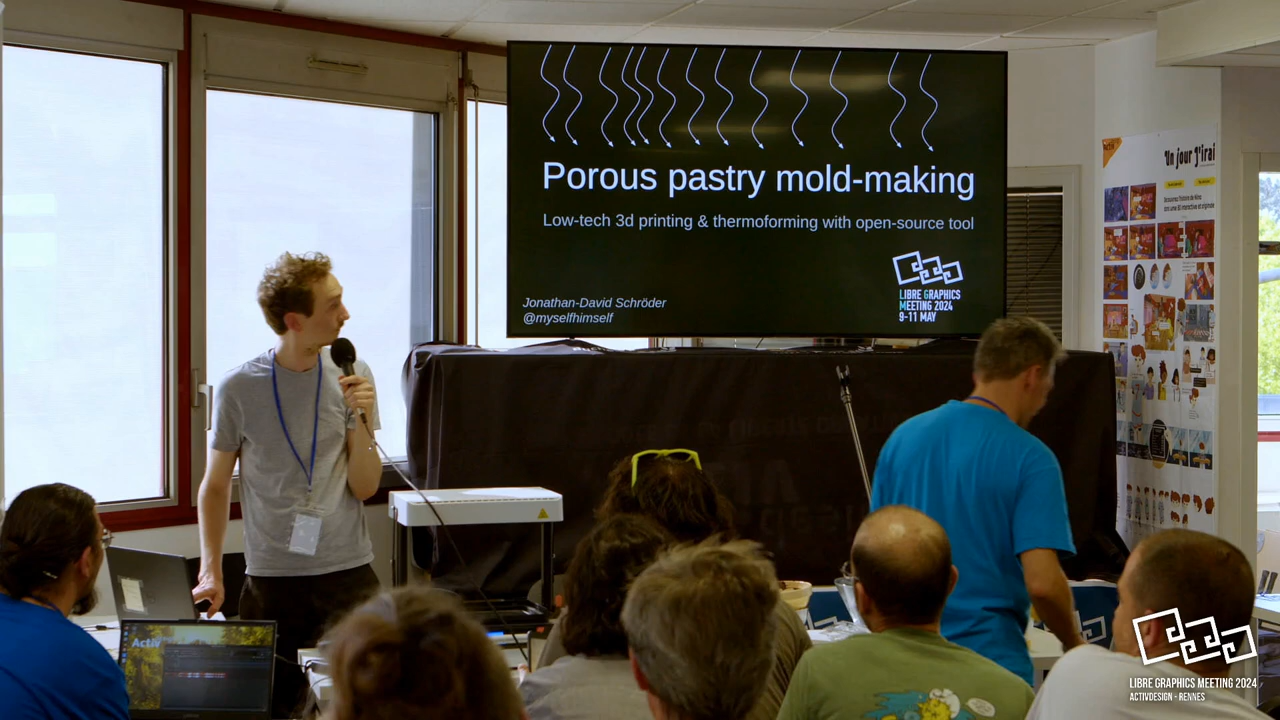 Porous pastry mold-making
Low-tech 3d printing & thermoforming with open-source tool
Jonathan-David Schröder
@myselfhimself
LIBRE GRAPHICS
MEETING 2024
9-11 MAY
Un jour j'irai
Activ
LIBRE GRAPHICS MEETING 2024
ACTIVDESIGN - RENNES